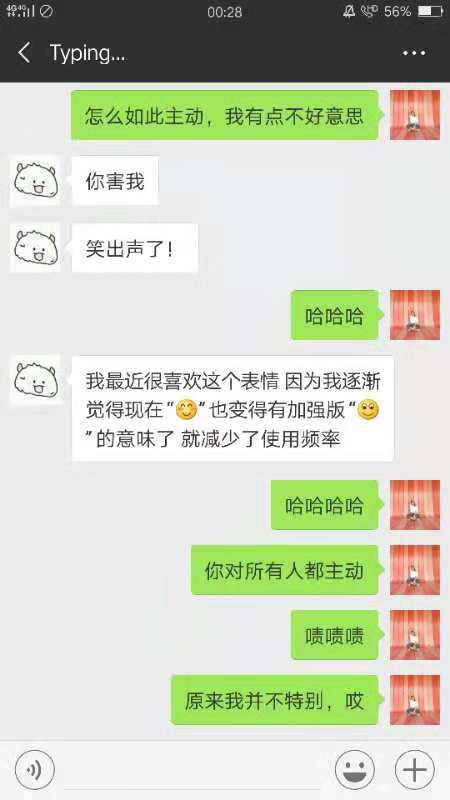 4G 4G
00:28
HD
56%
Typing...
怎么如此主动，我有点不好意思
你害我
笑出声了！
哈哈哈
我最近很喜欢这个表情 因为我逐渐
觉得现在“😊”也变得有加强版“🙄
”的意味了 就减少了使用频率
哈哈哈哈
你对所有人都主动
啧啧啧
原来我并不特别，哎